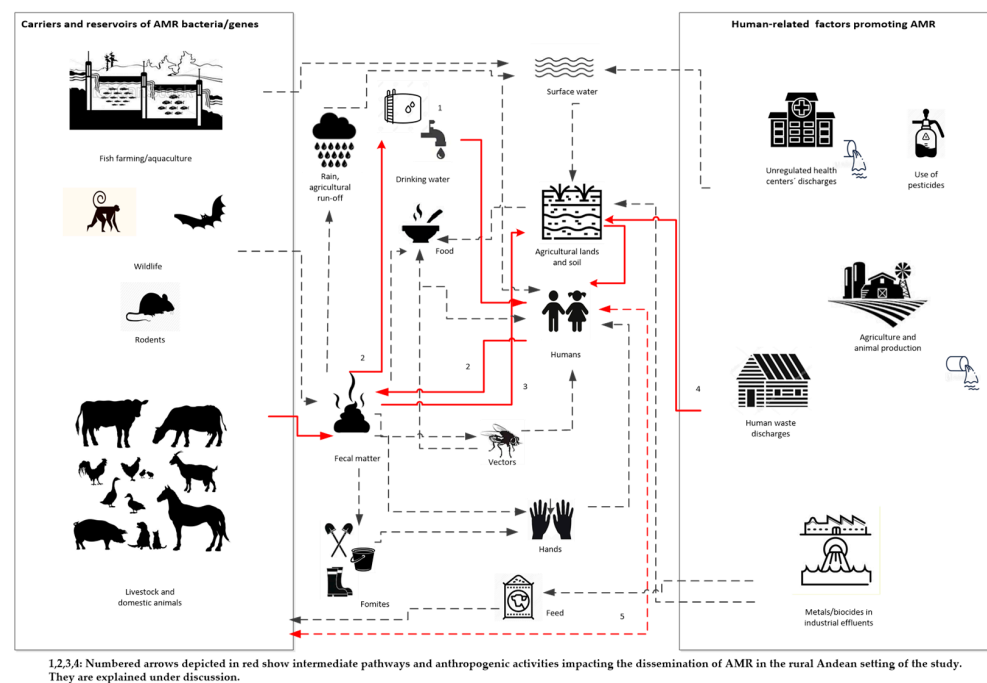 Carriers and reservoirs of AMR bacteria/genes
Fish farming/aquaculture
Wildlife
Rodents
Livestock and
domestic animals
Rain,
agricultural
run-off
1
Drinking water
Surface water
Food
Agricultural lands
and soil
Humans
2
2
3
4
Fecal matter
Vectors
Hands
Fomites
Feed
5
Human-related factors promoting AMR
Unregulated health
centers´ discharges
Use of
pesticides
Agriculture and
animal production
Human waste
discharges
Metals/biocides in
industrial effluents
1,2,3,4: Numbered arrows depicted in red show intermediate pathways and anthropogenic activities impacting the dissemination of AMR in the rural Andean setting of the study.
They are explained under discussion.